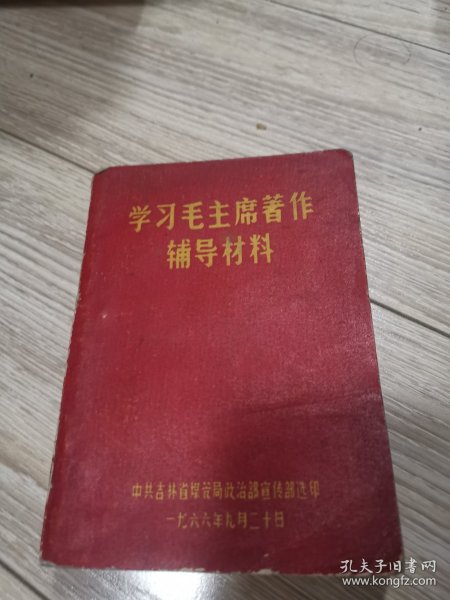 学习毛主席著作
辅导材料
中共吉林省煤管局政治部宣传部选印
一九六六年九月二十日
孔夫子旧书网
www.kongfz.com